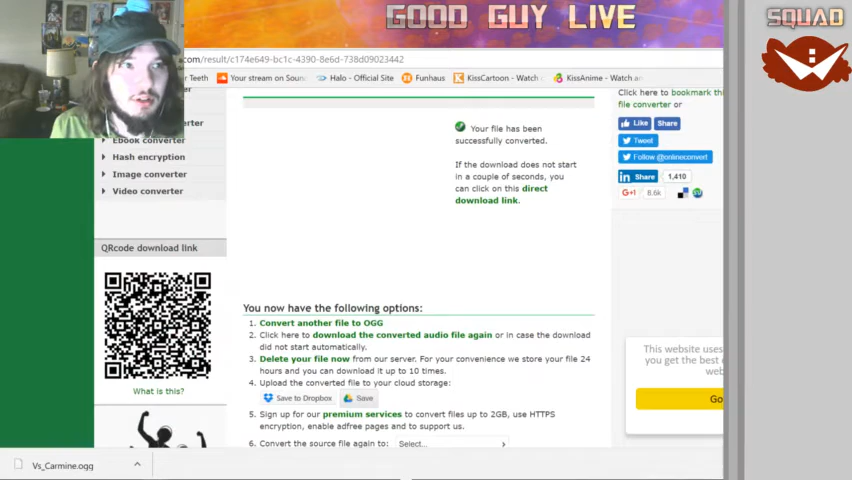 GOOD GUY LIVE
SQUAD
com/result/c174e649-bc1c-4390-8e6d-738d09023442
Teeth
Your stream on Soun
Halo - Official Site
Funhaus
KissCartoon - Watch
KissAnime - Watch an
Click here to bookmark thi
file converter or
Like
Share
Tweet
Follow @onlineconvert
Share
1,410
G+1
8.6k
Ebook converter
Hash encryption
Image converter
Video converter
Your file has been
successfully converted.
If the download does not start
in a couple of seconds, you
can click on this direct
download link.
QRcode download link
What is this?
You now have the following options:
1. Convert another file to OGG
2. Click here to download the converted audio file again or in case the download
did not start automatically.
3. Delete your file now from our server. For your convenience we store your file 24
hours and you can download it up to 10 times.
4. Upload the converted file to your cloud storage:
Save to Dropbox
Save
5. Sign up for our premium services to convert files up to 2GB, use HTTPS
encryption, enable adfree pages and to support us.
6. Convert the source file again to:
Select...
This website uses
you get the best
web
Go
Vs_Carmine.ogg